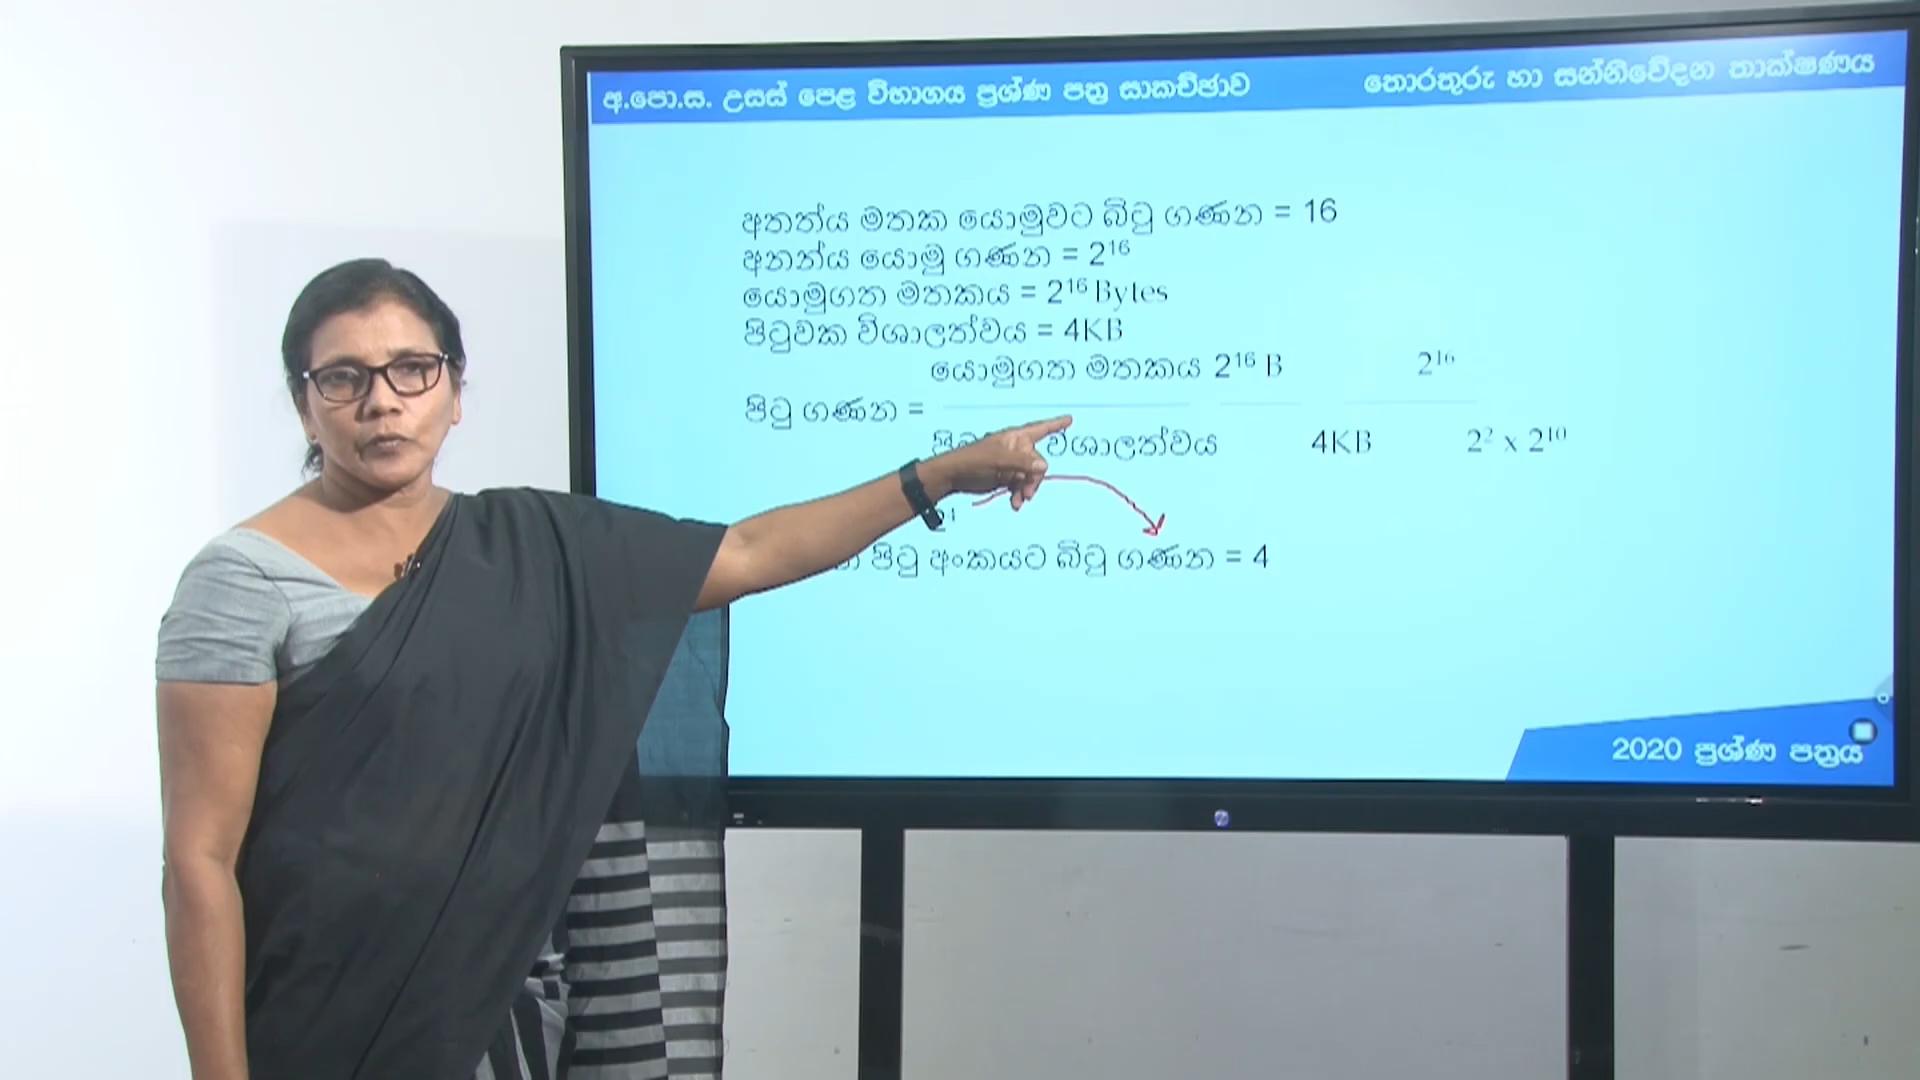 අ.පො.ස. උසස් පෙළ විභාගය ප්‍රශ්ණ පත්‍ර සාකච්ඡාව
තොරතුරු හා සන්නිවේදන තාක්ෂණය
අතත්ය මතක යොමුවට බිටු ගණන = 16
අනන්ය යොමු ගණන = 2¹⁶
යොමුගත මතකය = 2¹⁶ Bytes
පිටුවක විශාලත්වය = 4KB
යොමුගත මතකය 2¹⁶ B 2¹⁶
පිටු ගණන =
විශාලත්වය 4KB 2² x 2¹⁰
පිටු අංකයට බිටු ගණන = 4
2020 ප්‍රශ්ණ පත්‍රය